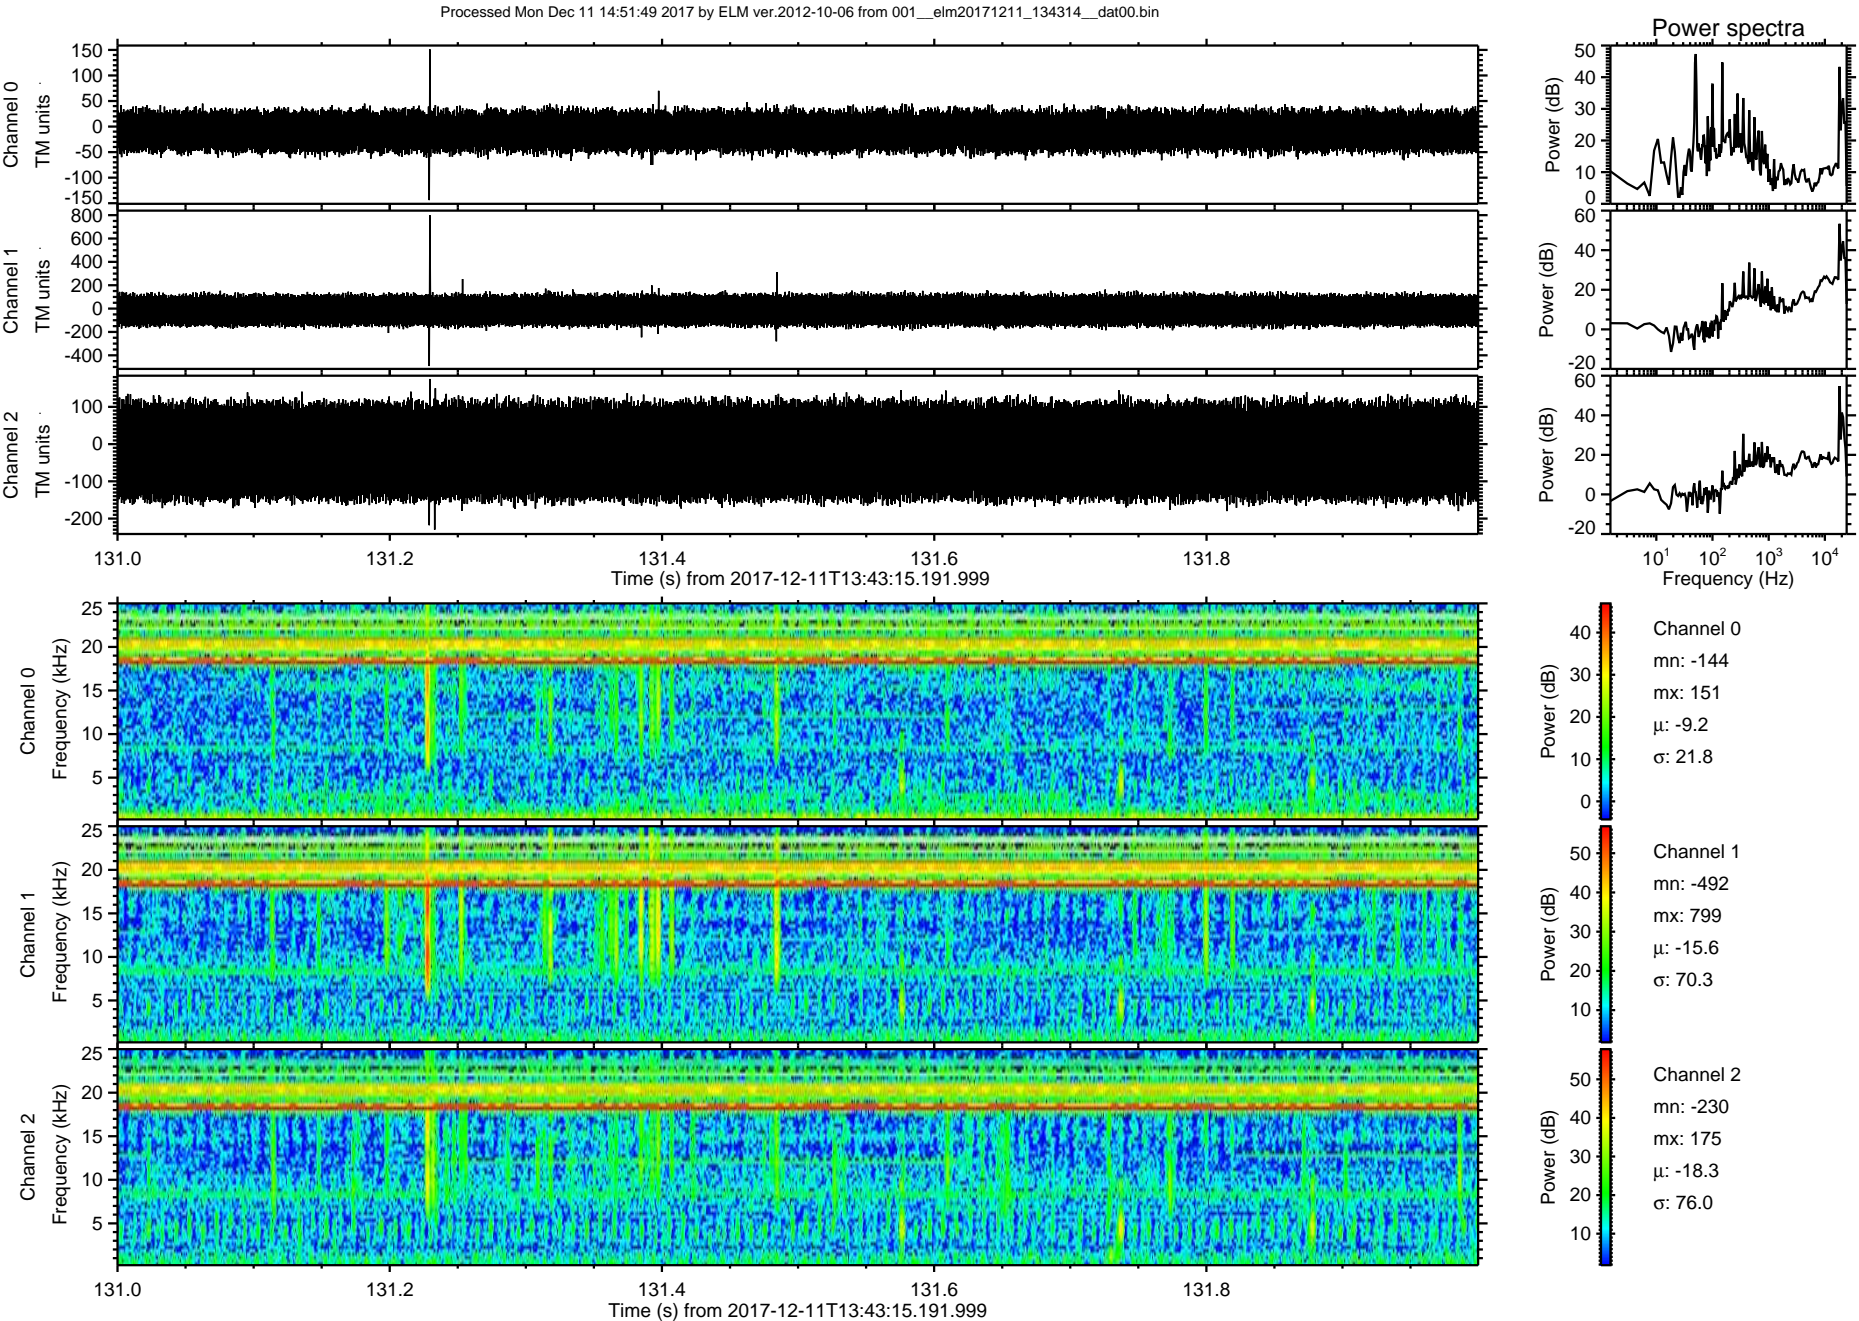 Processed Mon Dec 11 14:51:49 2017 by ELM ver.2012-10-06 from 001__elm20171211_134314__dat00.bin
Power spectra
Channel 0
TM units
150
100
50
0
-50
-100
-150
Power (dB)
50
40
30
20
10
0
Channel 1
TM units
800
600
400
200
0
-200
-400
Power (dB)
60
40
20
0
-20
Channel 2
TM units
100
0
-100
-200
Power (dB)
60
40
20
0
-20
131.0 131.2 131.4 131.6 131.8
Time (s) from 2017-12-11T13:43:15.191.999
10^1 10^2 10^3 10^4
Frequency (Hz)
Channel 0
Frequency (kHz)
25
20
15
10
5
Power (dB)
40
30
20
10
0
Channel 0
mn: -144
mx: 151
μ: -9.2
σ: 21.8
Channel 1
Frequency (kHz)
25
20
15
10
5
Power (dB)
50
40
30
20
10
Channel 1
mn: -492
mx: 799
μ: -15.6
σ: 70.3
Channel 2
Frequency (kHz)
25
20
15
10
5
Power (dB)
50
40
30
20
10
Channel 2
mn: -230
mx: 175
μ: -18.3
σ: 76.0
131.0 131.2 131.4 131.6 131.8
Time (s) from 2017-12-11T13:43:15.191.999